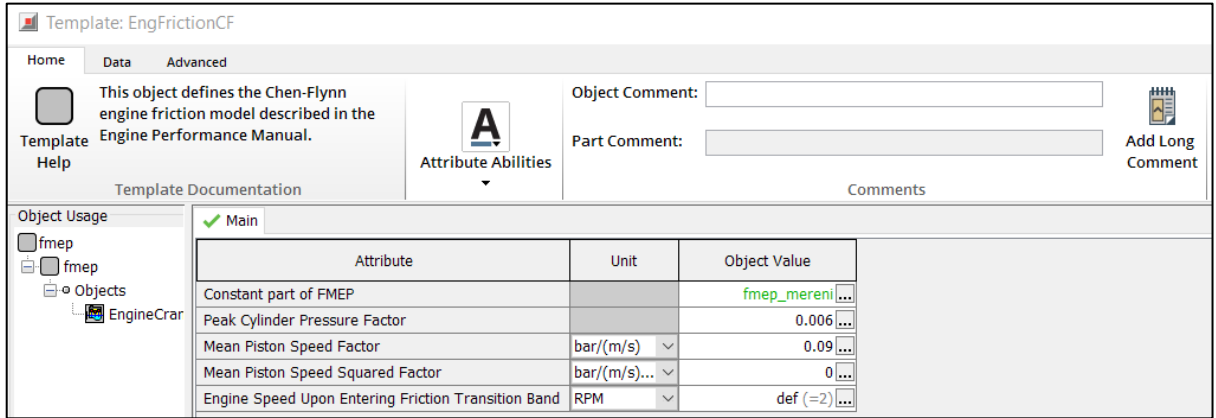 Template: EngFrictionCF
Home Data Advanced
Template Help
This object defines the Chen-Flynn
engine friction model described in the
Engine Performance Manual.
Template Documentation
A
Attribute Abilities
Object Comment:
Part Comment:
Add Long
Comment
Comments
Object Usage
fmep
fmep
Objects
EngineCran
Main
Attribute Unit Object Value
Constant part of FMEP fmep_mereni ...
Peak Cylinder Pressure Factor 0.006 ...
Mean Piston Speed Factor bar/(m/s) 0.09 ...
Mean Piston Speed Squared Factor bar/(m/s)... 0 ...
Engine Speed Upon Entering Friction Transition Band RPM def (=2) ...